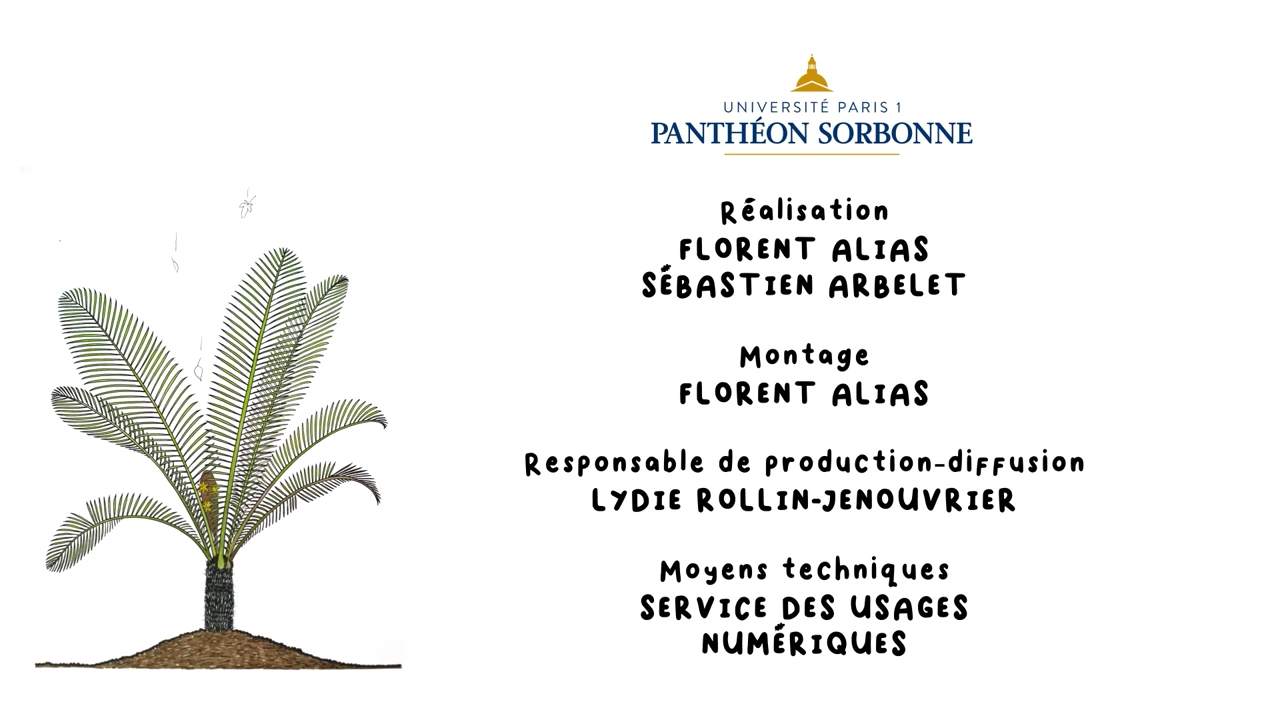 UNIVERSITÉ PARIS 1
PANTHÉON SORBONNE
Réalisation
FLORENT ALIAS
SÉBASTIEN ARBELET
Montage
FLORENT ALIAS
Responsable de production-diffusion
LYDIE ROLLIN-JENOUVRIER
Moyens techniques
SERVICE DES USAGES
NUMÉRIQUES